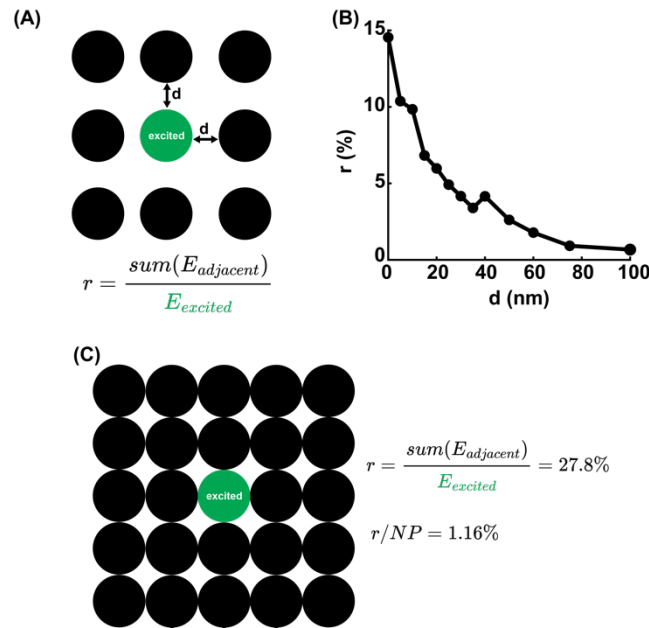 (A)
d
d
excited
r = sum(E_adjacent) / E_excited
(B)
r (%)
15
10
5
0
0 20 40 60 80 100
d (nm)
(C)
excited
r = sum(E_adjacent) / E_excited = 27.8%
r/NP = 1.16%